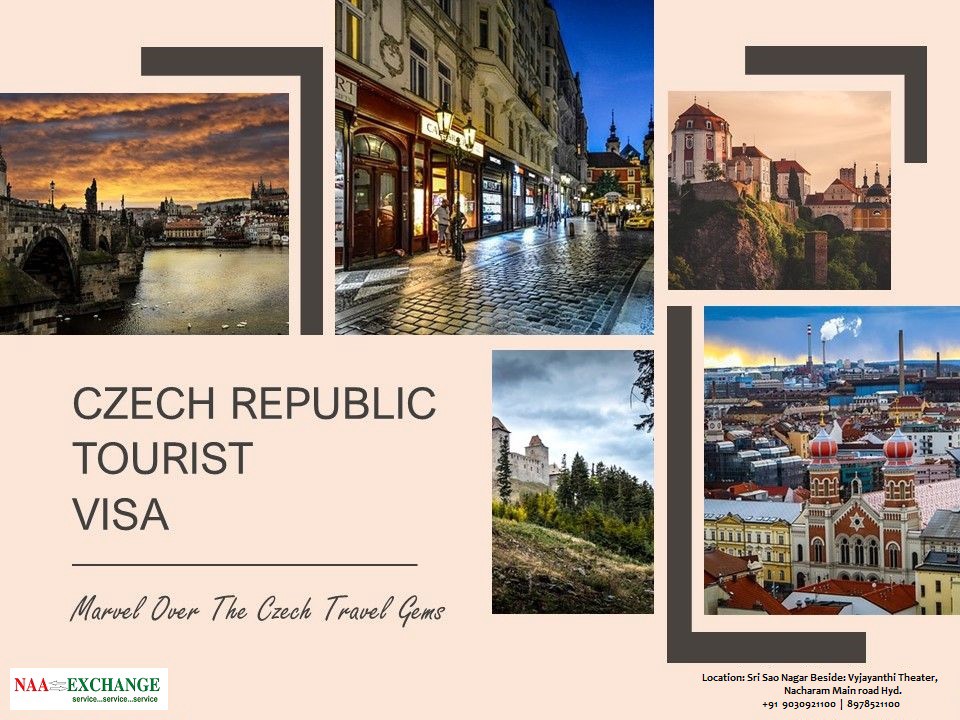 CZECH REPUBLIC
TOURIST
VISA
Marvel Over The Czech Travel Gems
NAA EXCHANGE
service...service...service
Location: Sri Sao Nagar Beside: Vyjayanthi Theater,
Nacharam Main road Hyd.
+91 9030921100 | 8978521100